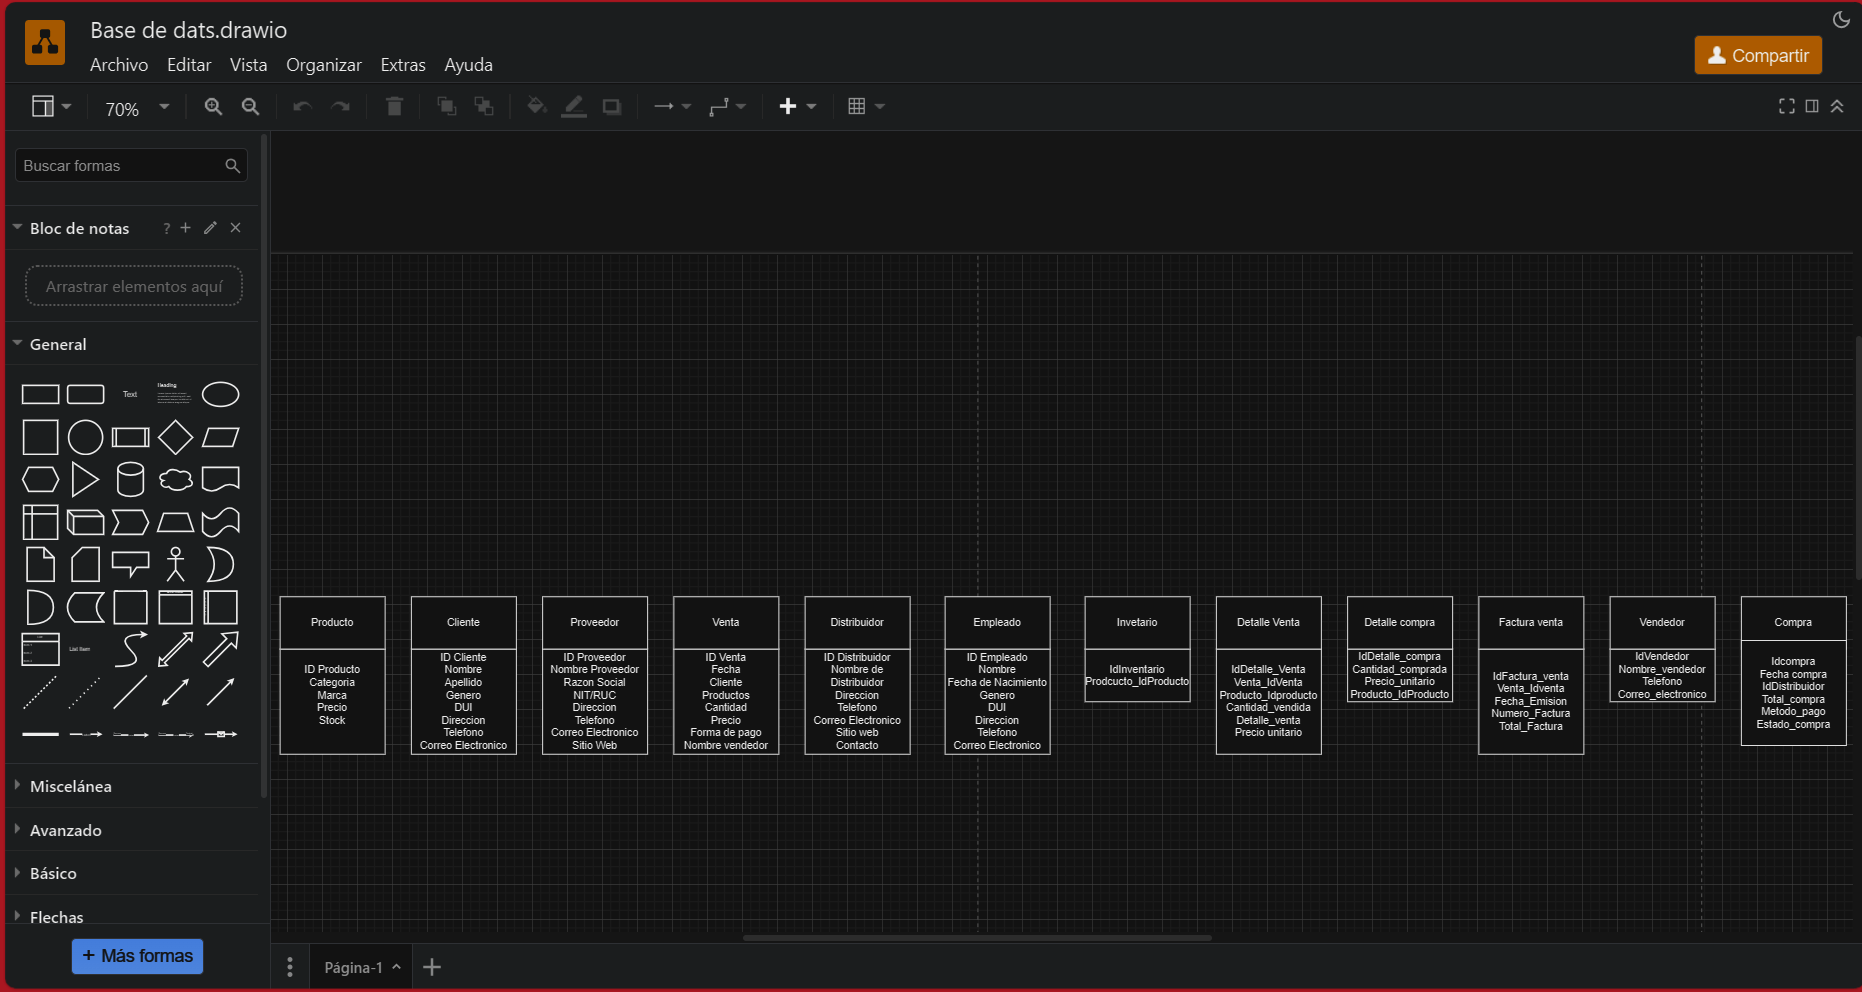 Base de dats.drawio
Archivo Editar Vista Organizar Extras Ayuda
Compartir
70%
Buscar formas
Bloc de notas ?
Arrastrar elementos aquí
General
Text
Heading
List Item
Misceláneo
Avanzado
Básico
Flechas
+ Más formas
Producto
ID Producto
Categoria
Marca
Precio
Stock
Cliente
ID Cliente
Nombre
Apellido
Genero
DUI
Direccion
Telefono
Correo Electronico
Proveedor
ID Proveedor
Nombre Proveedor
Razon Social
NIT/RUC
Direccion
Telefono
Correo Electronico
Sitio Web
Venta
ID Venta
Fecha
Cliente
Productos
Cantidad
Precio
Forma de pago
Nombre vendedor
Distribuidor
ID Distribuidor
Nombre de
Distribuidor
Direccion
Telefono
Correo Electronico
Sitio web
Contacto
Empleado
ID Empleado
Nombre
Fecha de Nacimiento
Genero
DUI
Direccion
Telefono
Correo Electronico
Invetario
IdInventario
Prodcucto_IdProducto
Detalle Venta
IdDetalle_Venta
Venta_IdVenta
Producto_Idproducto
Cantidad_vendida
Detalle_venta
Precio unitario
Detalle compra
IdDetalle_compra
Cantidad_comprada
Precio_unitario
Producto_IdProducto
Factura venta
IdFactura_venta
Venta_Idventa
Fecha_Emision
Numero_Factura
Total_Factura
Vendedor
IdVendedor
Nombre_vendedor
Telefono
Correo_electronico
Compra
Idcompra
Fecha compra
IdDistribuidor
Total_compra
Metodo_pago
Estado_compra
Página-1